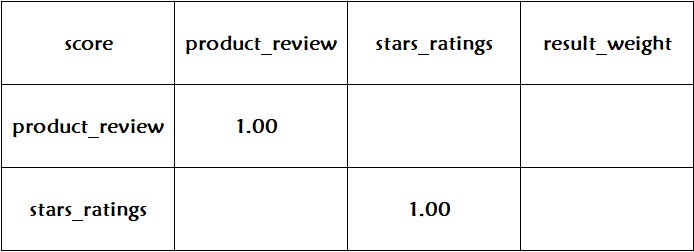 score product_review stars_ratings result_weight
product_review 1.00
stars_ratings 1.00